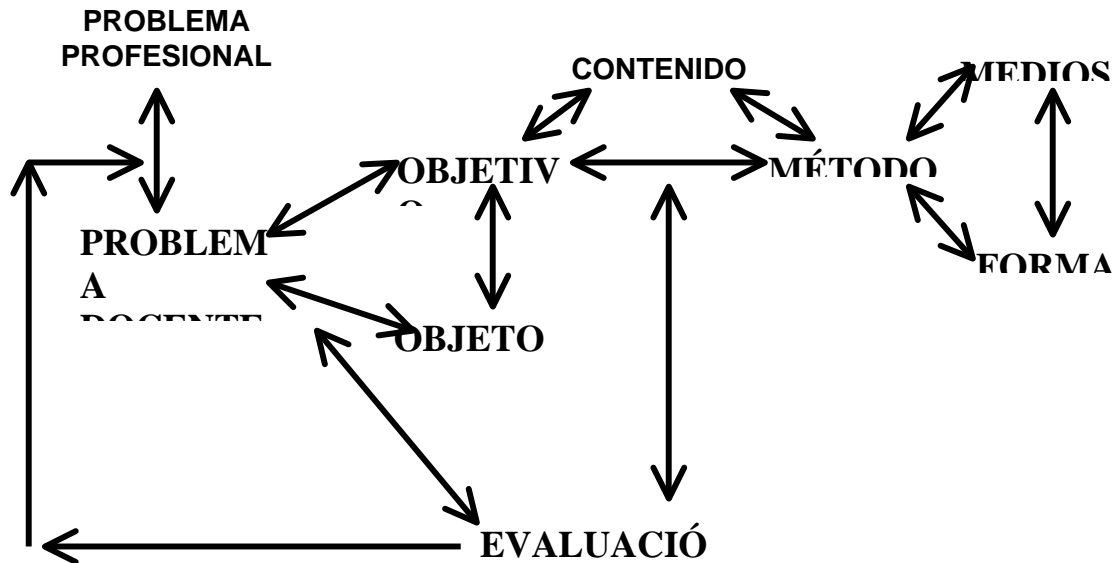 PROBLEMA
PROFESIONAL
CONTENIDO
MEDIOS
OBJETIV
O
MÉTODO
PROBLEM
A
DOCENTE
FORMA
OBJETO
EVALUACIÓ